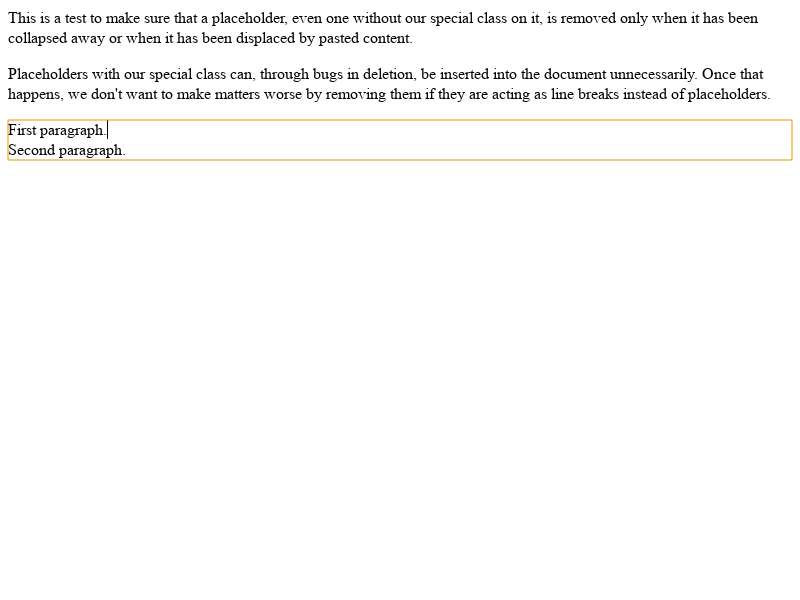 This is a test to make sure that a placeholder, even one without our special class on it, is removed only when it has been
collapsed away or when it has been displaced by pasted content.
Placeholders with our special class can, through bugs in deletion, be inserted into the document unnecessarily. Once that
happens, we don't want to make matters worse by removing them if they are acting as line breaks instead of placeholders.
First paragraph.
Second paragraph.